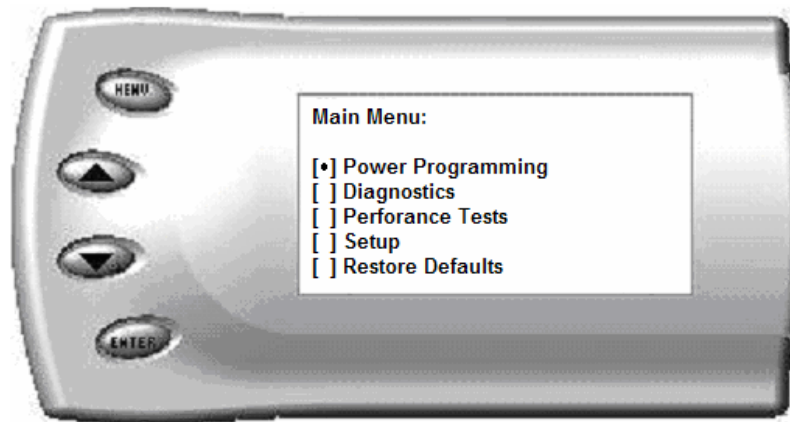 MENU
Main Menu:
[•] Power Programming
[ ] Diagnostics
[ ] Perforance Tests
[ ] Setup
[ ] Restore Defaults
ENTER